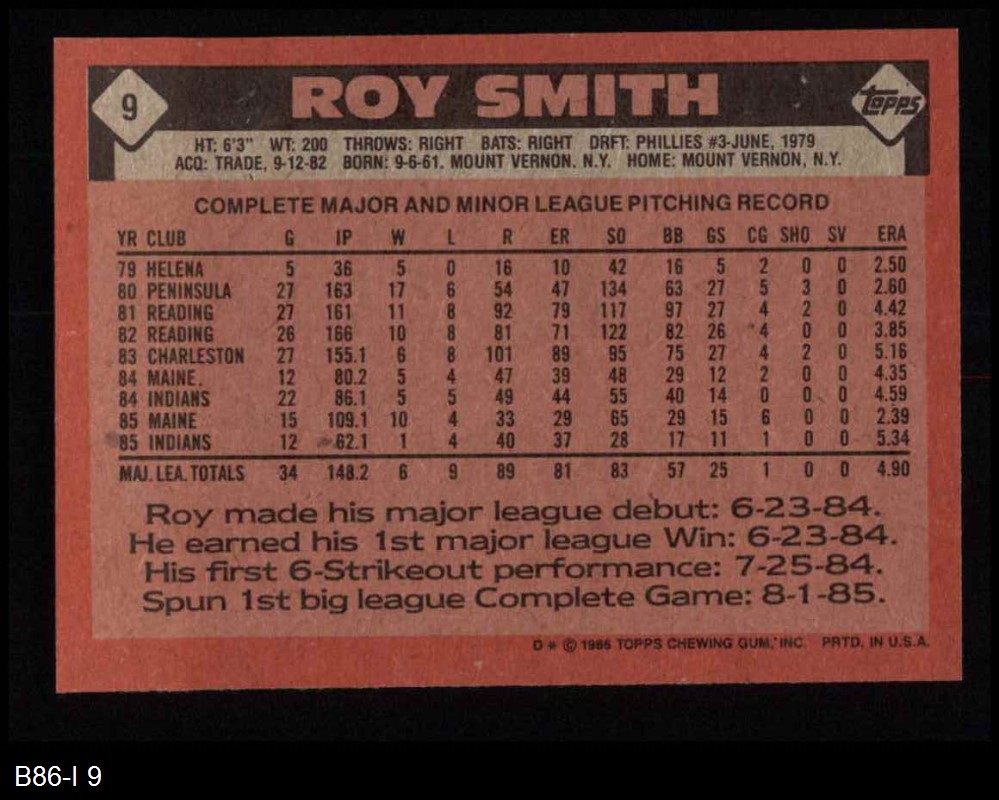 9 ROY SMITH Topps
HT: 6'3" WT: 200 THROWS: RIGHT BATS: RIGHT DRFT: PHILLIES #3-JUNE, 1979
ACQ: TRADE, 9-12-82 BORN: 9-6-61, MOUNT VERNON, N.Y. HOME: MOUNT VERNON, N.Y.
COMPLETE MAJOR AND MINOR LEAGUE PITCHING RECORD
YR CLUB G IP W L R ER SO BB GS CG SHO SV ERA
79 HELENA 5 36 5 0 16 10 42 16 5 2 0 0 2.50
80 PENINSULA 27 163 17 6 54 47 134 63 27 5 3 0 2.60
81 READING 27 161 11 8 92 79 117 97 27 4 2 0 4.42
82 READING 26 166 10 8 81 71 122 82 26 4 0 0 3.85
83 CHARLESTON 27 155.1 6 8 101 89 95 75 27 4 2 0 5.16
84 MAINE. 12 80.2 5 4 47 39 48 29 12 2 0 0 4.35
84 INDIANS 22 86.1 5 5 49 44 55 40 14 0 0 0 4.59
85 MAINE 15 109.1 10 4 33 29 65 29 15 6 0 0 2.39
85 INDIANS 12 62.1 1 4 40 37 28 17 11 1 0 0 5.34
MAJ. LEA. TOTALS 34 148.2 6 9 89 81 83 57 25 1 0 0 4.90
Roy made his major league debut: 6-23-84.
He earned his 1st major league Win: 6-23-84.
His first 6-Strikeout performance: 7-25-84.
Spun 1st big league Complete Game: 8-1-85.
D * © 1986 TOPPS CHEWING GUM, INC. PRTD. IN U.S.A.
B86-I 9